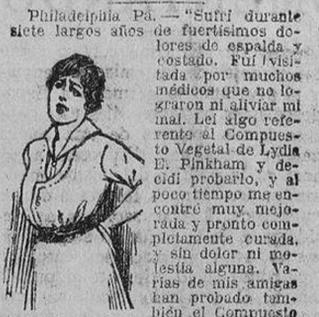 Philadelphia Pa. — "Sufrí durante
siete largos años de fuertísimos do-
lores de espalda y
costado. Fuí visi-
tada por muchos
médicos que no lo-
graron ni aliviar mi
mal. Leí algo refe-
rente al Compues-
to Vegetal de Lydia
E. Pinkham y de-
cidí probarlo, y al
poco tiempo me en-
contré muy mejo-
rada y pronto com-
pletamente curada,
y sin dolor ni mo-
lestia alguna. Va-
rias de mis amigas
han probado tam-
bién el Compuesto